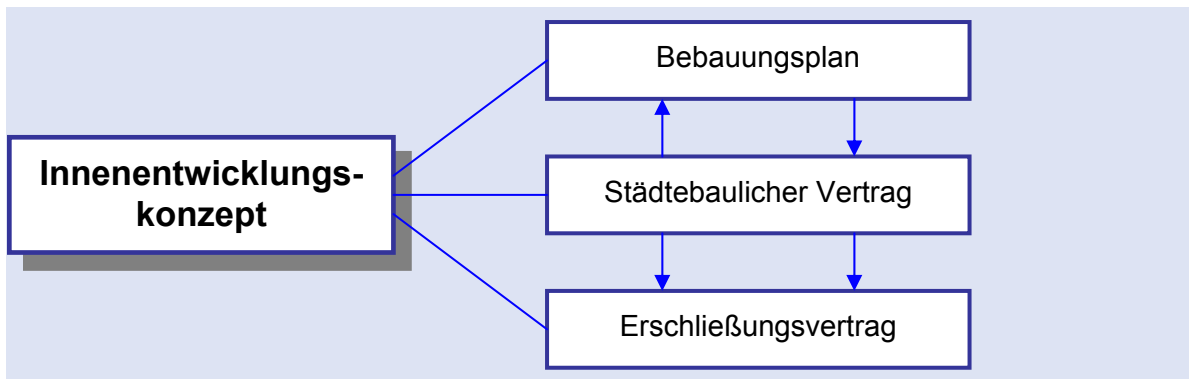 Innenentwicklungs-
konzept
Bebauungsplan
Städtebaulicher Vertrag
Erschließungsvertrag